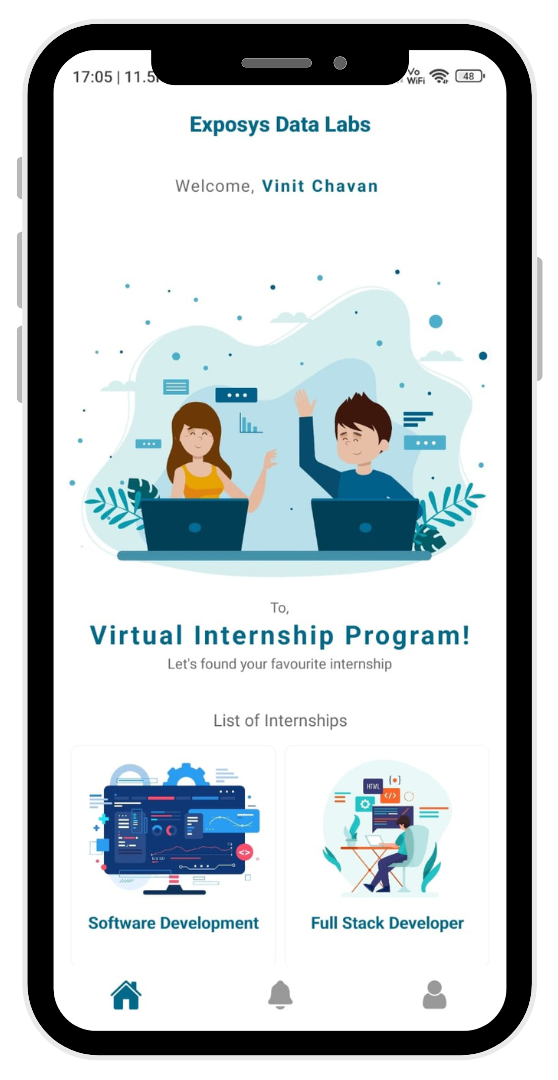 17:05 | 11.5
Vo
WiFi
48
Exposys Data Labs
Welcome, Vinit Chavan
To,
Virtual Internship Program!
Let's found your favourite internship
List of Internships
HTML
</>
<>
Software Development
Full Stack Developer